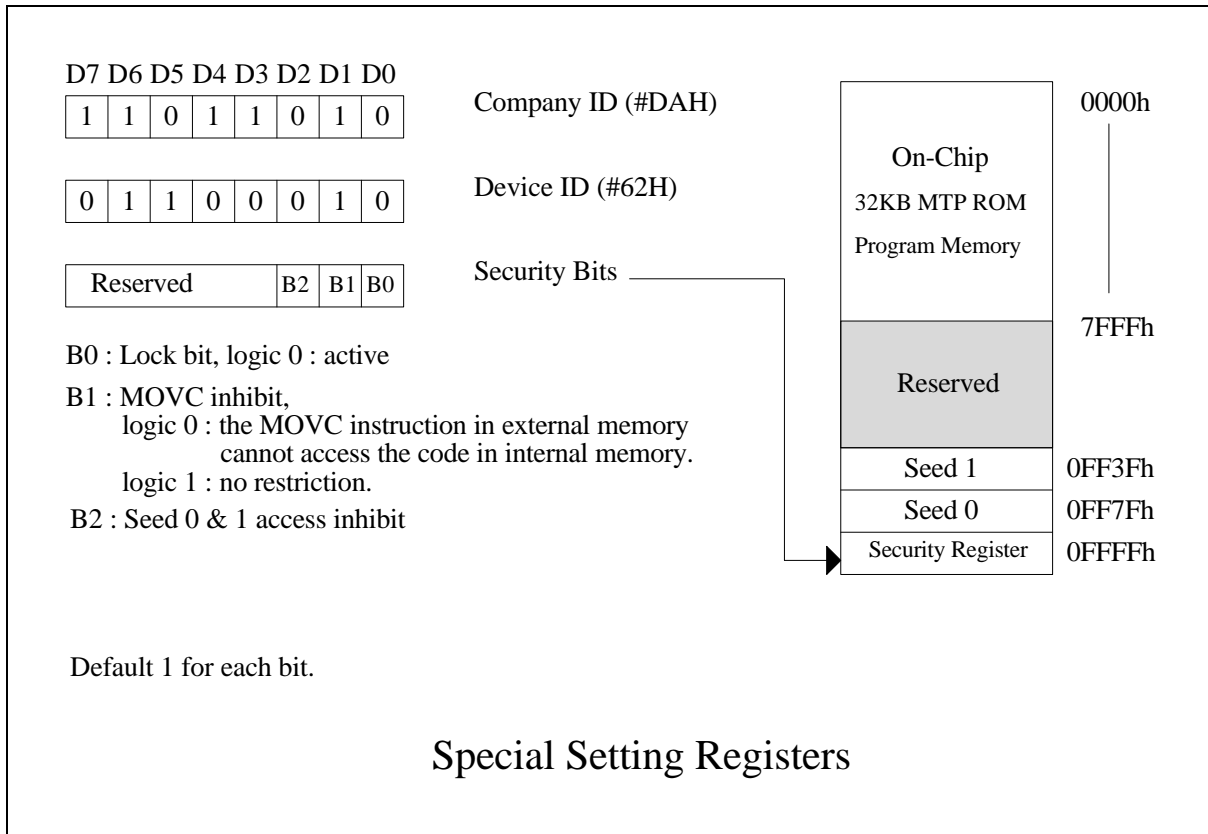 D7 D6 D5 D4 D3 D2 D1 D0
1 1 0 1 1 0 1 0
Company ID (#DAH)
0 1 1 0 0 0 1 0
Device ID (#62H)
Reserved B2 B1 B0
Security Bits
B0 : Lock bit, logic 0 : active
B1 : MOVC inhibit,
logic 0 : the MOVC instruction in external memory
cannot access the code in internal memory.
logic 1 : no restriction.
B2 : Seed 0 & 1 access inhibit
Default 1 for each bit.
On-Chip
32KB MTP ROM
Program Memory
0000h
7FFFh
Reserved
Seed 1 0FF3Fh
Seed 0 0FF7Fh
Security Register 0FFFFh
Special Setting Registers